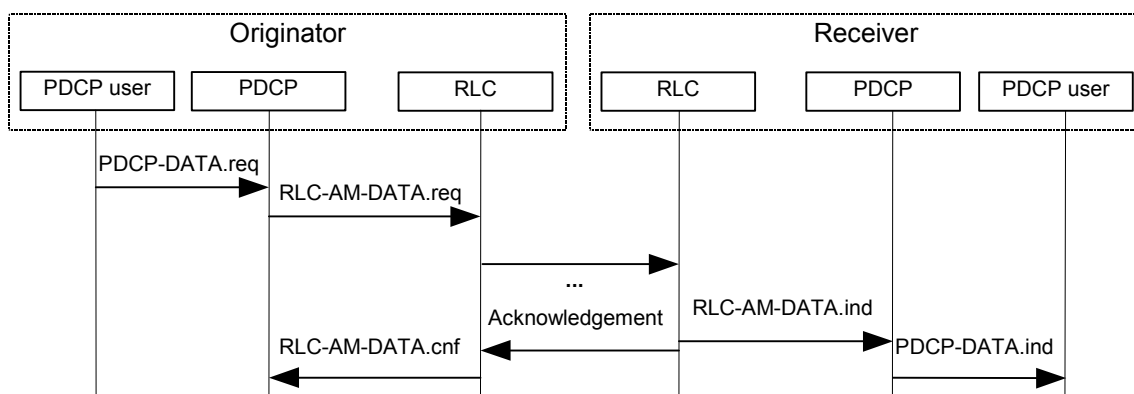 Originator
Receiver
PDCP user
PDCP
RLC
RLC
PDCP
PDCP user
PDCP-DATA.req
RLC-AM-DATA.req
...
Acknowledgement
RLC-AM-DATA.ind
RLC-AM-DATA.cnf
PDCP-DATA.ind